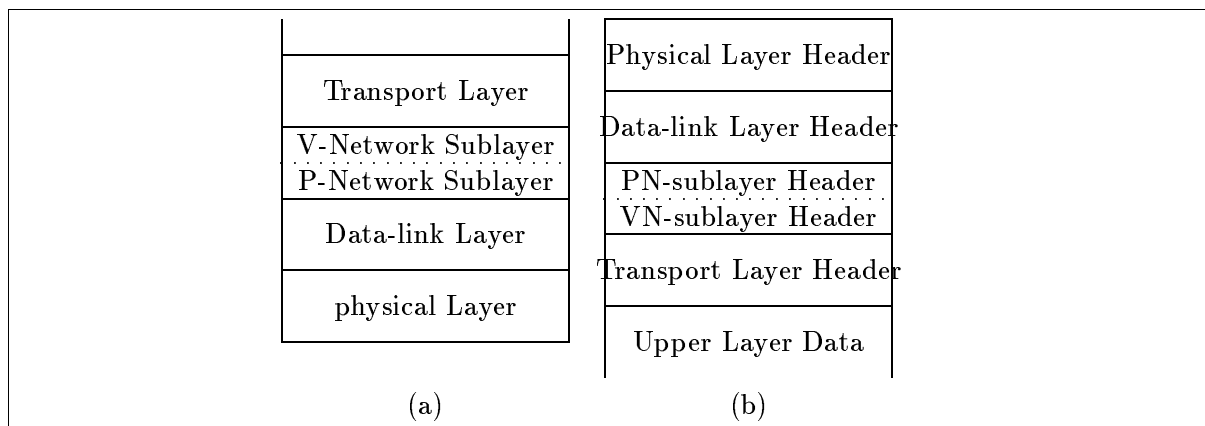 Transport Layer
V-Network Sublayer
P-Network Sublayer
Data-link Layer
physical Layer
(a)
Physical Layer Header
Data-link Layer Header
PN-sublayer Header
VN-sublayer Header
Transport Layer Header
Upper Layer Data
(b)